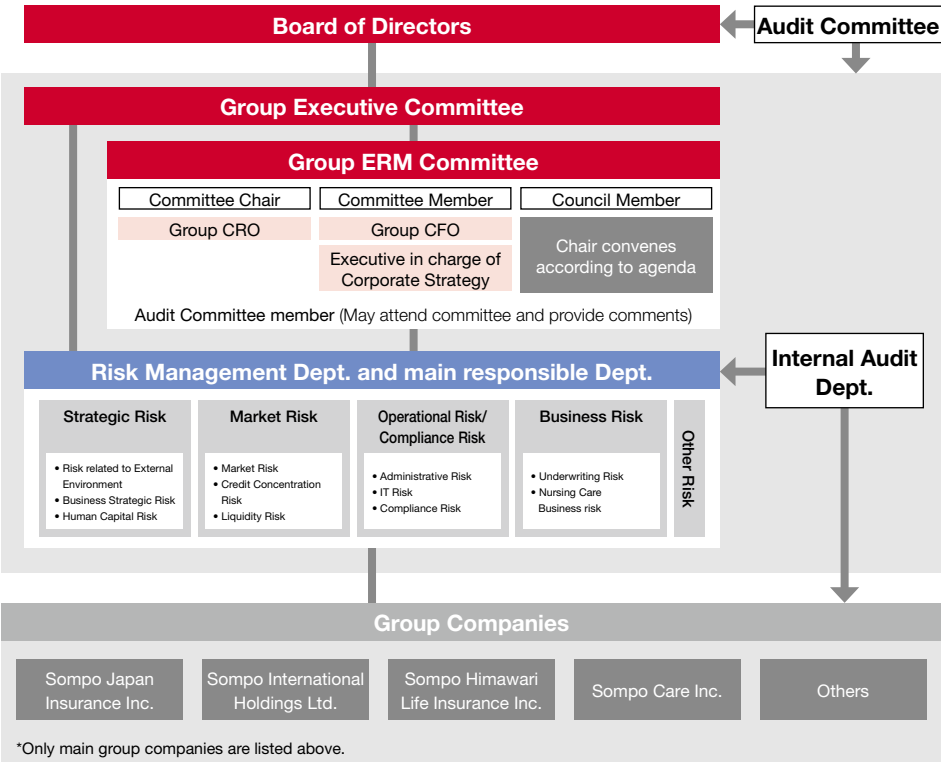 Board of Directors
Audit Committee
Group Executive Committee
Group ERM Committee
Committee Chair
Committee Member
Council Member
Group CRO
Group CFO
Executive in charge of
Corporate Strategy
Chair convenes
according to agenda
Audit Committee member (May attend committee and provide comments)
Risk Management Dept. and main responsible Dept.
Internal Audit
Dept.
Strategic Risk
• Risk related to External
Environment
• Business Strategic Risk
• Human Capital Risk
Market Risk
• Market Risk
• Credit Concentration
Risk
• Liquidity Risk
Operational Risk/
Compliance Risk
• Administrative Risk
• IT Risk
• Compliance Risk
Business Risk
• Underwriting Risk
• Nursing Care
Business risk
Other Risk
Group Companies
Sompo Japan
Insurance Inc.
Sompo International
Holdings Ltd.
Sompo Himawari
Life Insurance Inc.
Sompo Care Inc.
Others
*Only main group companies are listed above.